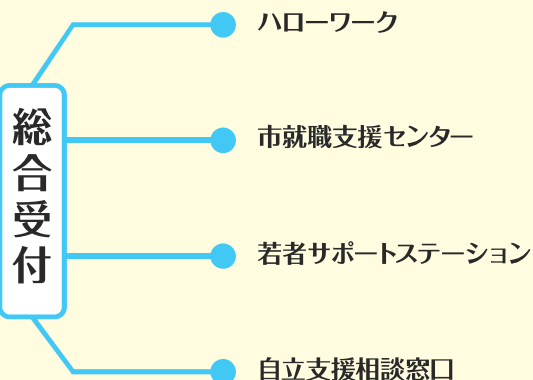 総合受付
ハローワーク
市就職支援センター
若者サポートステーション
自立支援相談窓口